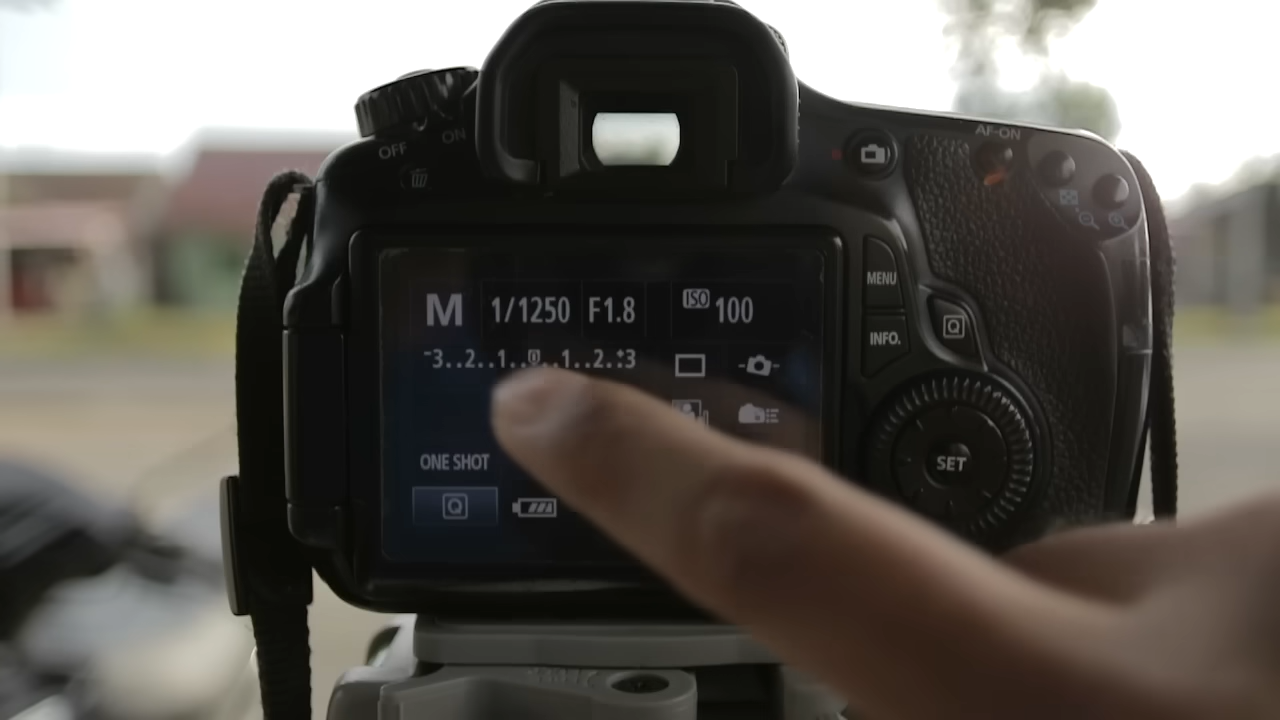 AF-ON
ON
OFF
MENU
INFO.
Q
SET
M 1/1250 F1.8 ISO 100
-3..2..1..0..1..2.:+3
ONE SHOT
Q